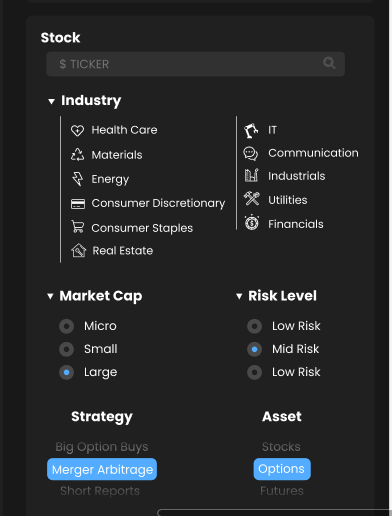 Stock
$ TICKER
Industry
Health Care
Materials
Energy
Consumer Discretionary
Consumer Staples
Real Estate
IT
Communication
Industrials
Utilities
Financials
Market Cap
Micro
Small
Large
Risk Level
Low Risk
Mid Risk
Low Risk
Strategy
Big Option Buys
Merger Arbitrage
Short Reports
Asset
Stocks
Options
Futures